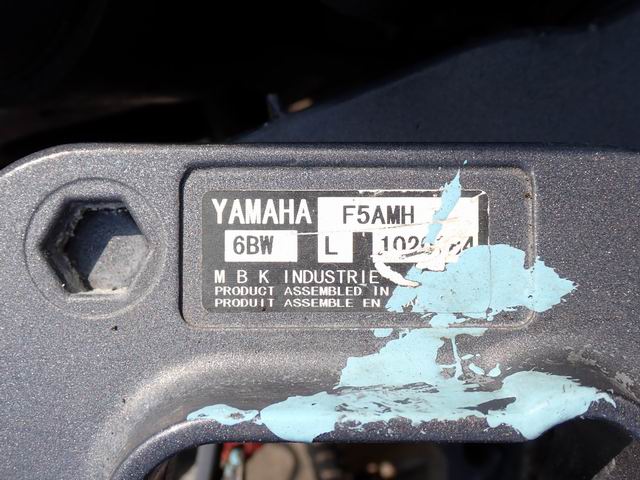 YAMAHA F5AMH
6BW L
M B K INDUSTRIE
PRODUCT ASSEMBLED IN
PRODUIT ASSEMBLE EN